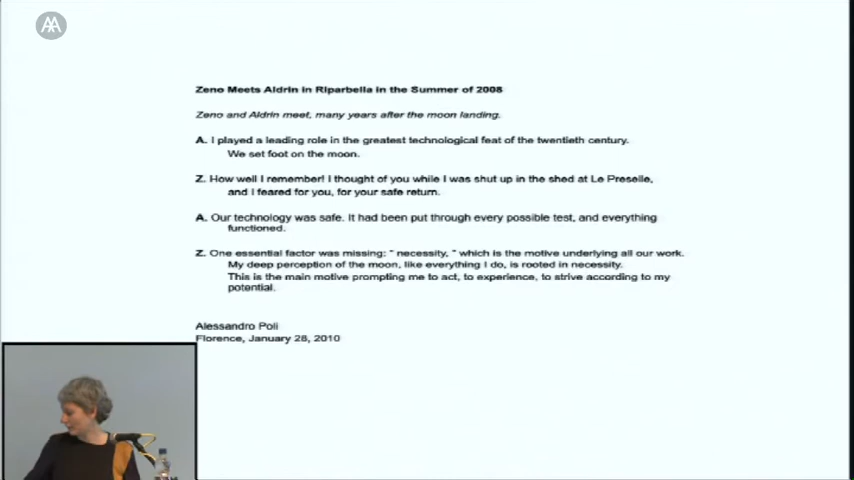 AA
Zeno Meets Aldrin in Riparbella in the Summer of 2008
Zeno and Aldrin meet, many years after the moon landing.
A. I played a leading role in the greatest technological feat of the twentieth century.
We set foot on the moon.
Z. How well I remember! I thought of you while I was shut up in the shed at Le Preselle,
and I feared for you, for your safe return.
A. Our technology was safe. It had been put through every possible test, and everything
functioned.
Z. One essential factor was missing: " necessity, " which is the motive underlying all our work.
My deep perception of the moon, like everything I do, is rooted in necessity.
This is the main motive prompting me to act, to experience, to strive according to my
potential.
Alessandro Poli
Florence, January 28, 2010